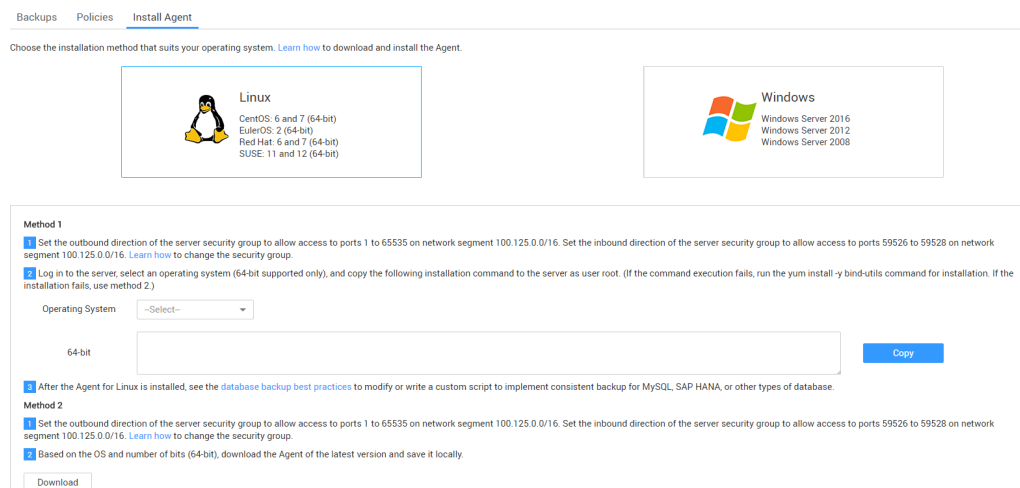 Backups Policies Install Agent
Choose the installation method that suits your operating system. Learn how to download and install the Agent.
Linux
CentOS: 6 and 7 (64-bit)
EulerOS: 2 (64-bit)
Red Hat: 6 and 7 (64-bit)
SUSE: 11 and 12 (64-bit)
Windows
Windows Server 2016
Windows Server 2012
Windows Server 2008
Method 1
1 Set the outbound direction of the server security group to allow access to ports 1 to 65535 on network segment 100.125.0.0/16. Set the inbound direction of the server security group to allow access to ports 59526 to 59528 on network
segment 100.125.0.0/16. Learn how to change the security group.
2 Log in to the server, select an operating system (64-bit supported only), and copy the following installation command to the server as user root. (If the command execution fails, run the yum install -y bind-utils command for installation. If the
installation fails, use method 2.)
Operating System --Select--
64-bit Copy
3 After the Agent for Linux is installed, see the database backup best practices to modify or write a custom script to implement consistent backup for MySQL, SAP HANA, or other types of database.
Method 2
1 Set the outbound direction of the server security group to allow access to ports 1 to 65535 on network segment 100.125.0.0/16. Set the inbound direction of the server security group to allow access to ports 59526 to 59528 on network
segment 100.125.0.0/16. Learn how to change the security group.
2 Based on the OS and number of bits (64-bit), download the Agent of the latest version and save it locally.
Download